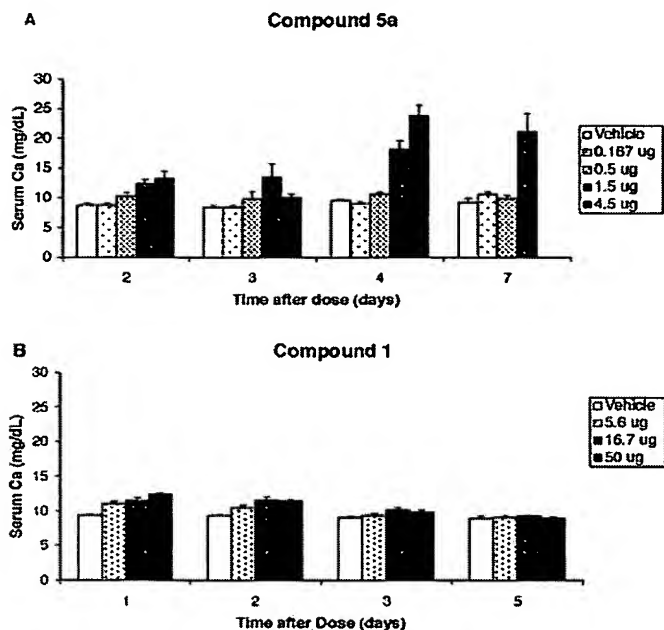 A
Compound 5a
Serum Ca (mg/dL)
30
25
20
15
10
5
0
2 3 4 7
Time after dose (days)
Vehicle
0.167 ug
0.5 ug
1.5 ug
4.5 ug
B
Compound 1
Serum Ca (mg/dL)
30
25
20
15
10
5
0
1 2 3 5
Time after Dose (days)
Vehicle
5.6 ug
16.7 ug
50 ug